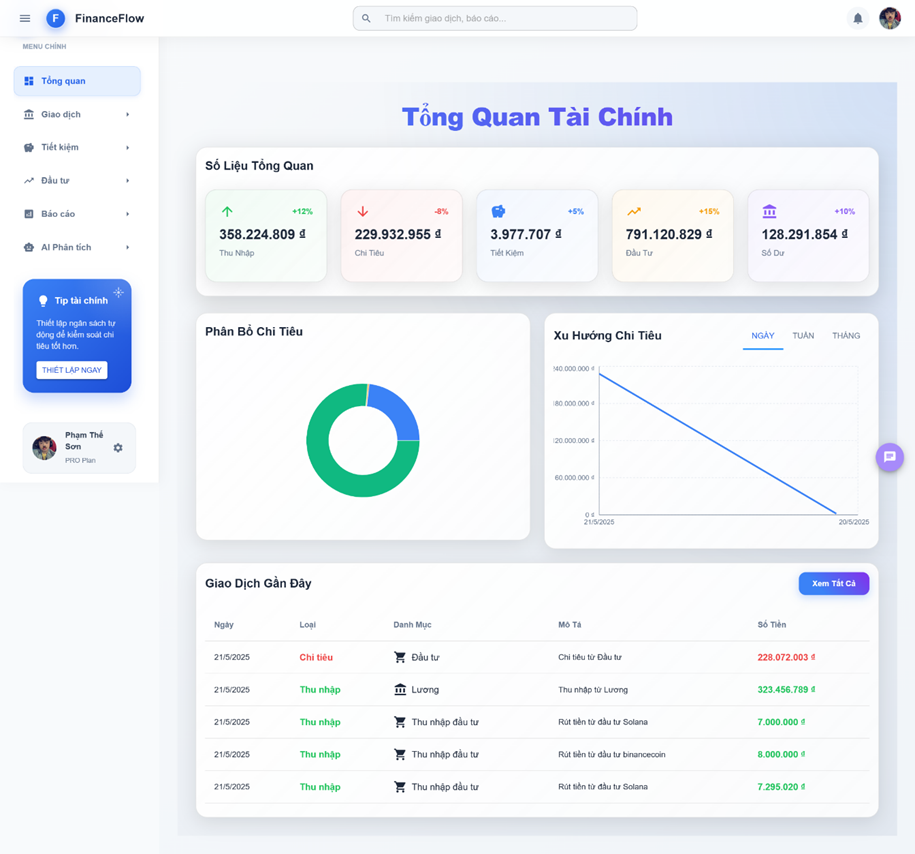 F FinanceFlow
Tìm kiếm giao dịch, báo cáo...
MENU CHÍNH
Tổng quan
Giao dịch
Tiết kiệm
Đầu tư
Báo cáo
AI Phân tích
Tip tài chính
Thiết lập ngân sách tự
động để kiểm soát chi
tiêu tốt hơn.
THIẾT LẬP NGAY
Phạm Thế
Sơn
PRO Plan
Tổng Quan Tài Chính
Số Liệu Tổng Quan
+12%
358.224.809 ₫
Thu Nhập
-8%
229.932.955 ₫
Chi Tiêu
+5%
3.977.707 ₫
Tiết Kiệm
+15%
791.120.829 ₫
Đầu Tư
+10%
128.291.854 ₫
Số Dư
Phân Bổ Chi Tiêu
Xu Hướng Chi Tiêu
NGÀY TUẦN THÁNG
40.000.000 ₫
80.000.000 ₫
20.000.000 ₫
60.000.000 ₫
0 ₫
21/5/2025 20/5/2025
Giao Dịch Gần Đây
Xem Tất Cả
Ngày Loại Danh Mục Mô Tả Số Tiền
21/5/2025 Chi tiêu Đầu tư Chi tiêu từ Đầu tư 228.072.003 ₫
21/5/2025 Thu nhập Lương Thu nhập từ Lương 323.456.789 ₫
21/5/2025 Thu nhập Thu nhập đầu tư Rút tiền từ đầu tư Solana 7.000.000 ₫
21/5/2025 Thu nhập Thu nhập đầu tư Rút tiền từ đầu tư binancecoin 8.000.000 ₫
21/5/2025 Thu nhập Thu nhập đầu tư Rút tiền từ đầu tư Solana 7.295.020 ₫